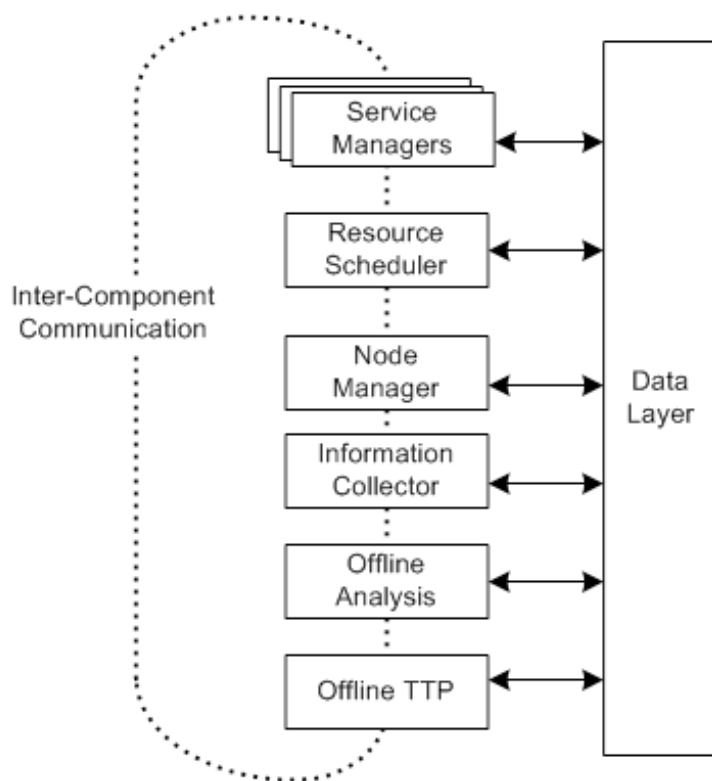 Service
Managers
Resource
Scheduler
Inter-Component
Communication
Node
Manager
Data
Layer
Information
Collector
Offline
Analysis
Offline TTP